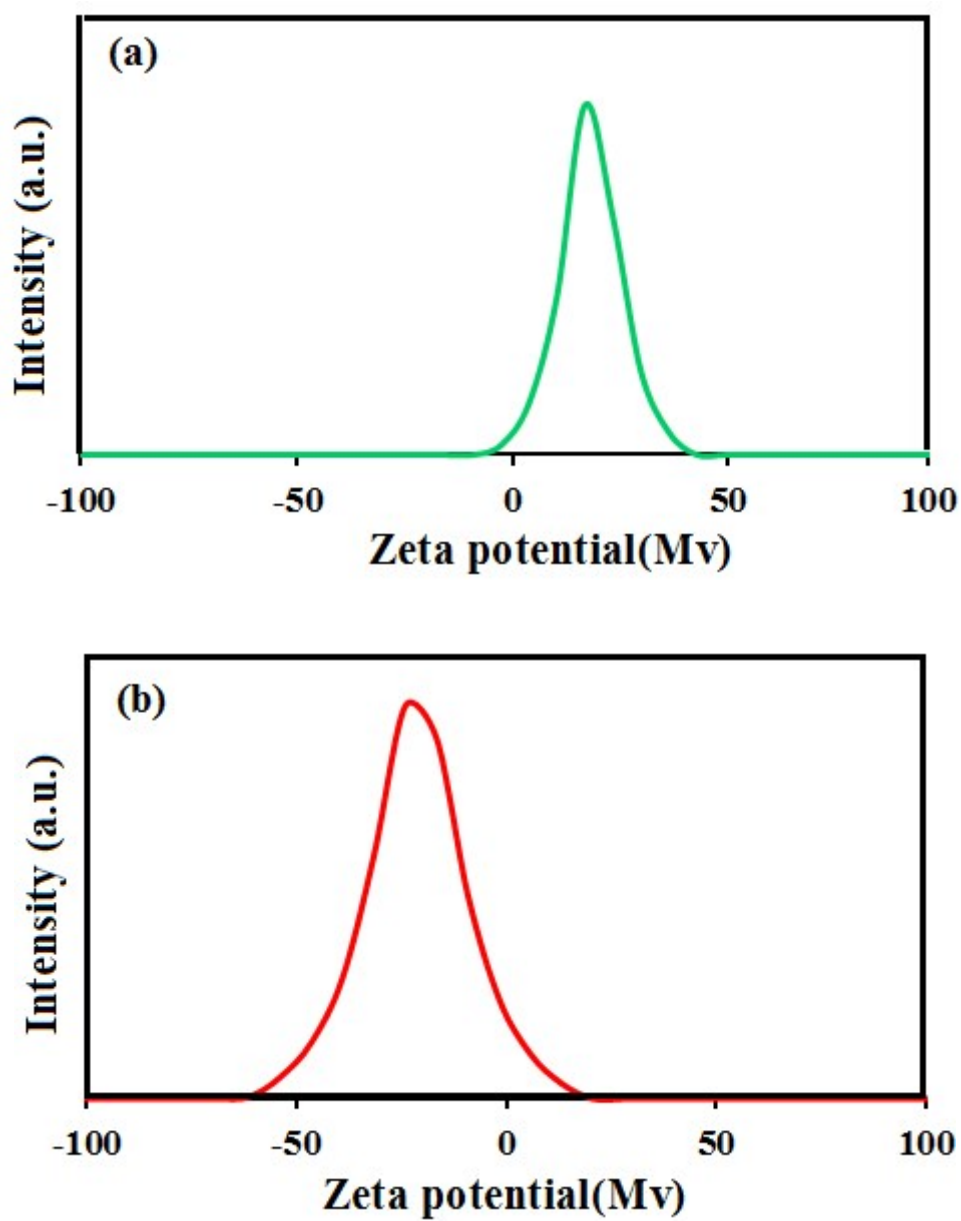 (a)
Intensity (a.u.)
-100 -50 0 50 100
Zeta potential(Mv)
(b)
Intensity (a.u.)
-100 -50 0 50 100
Zeta potential(Mv)